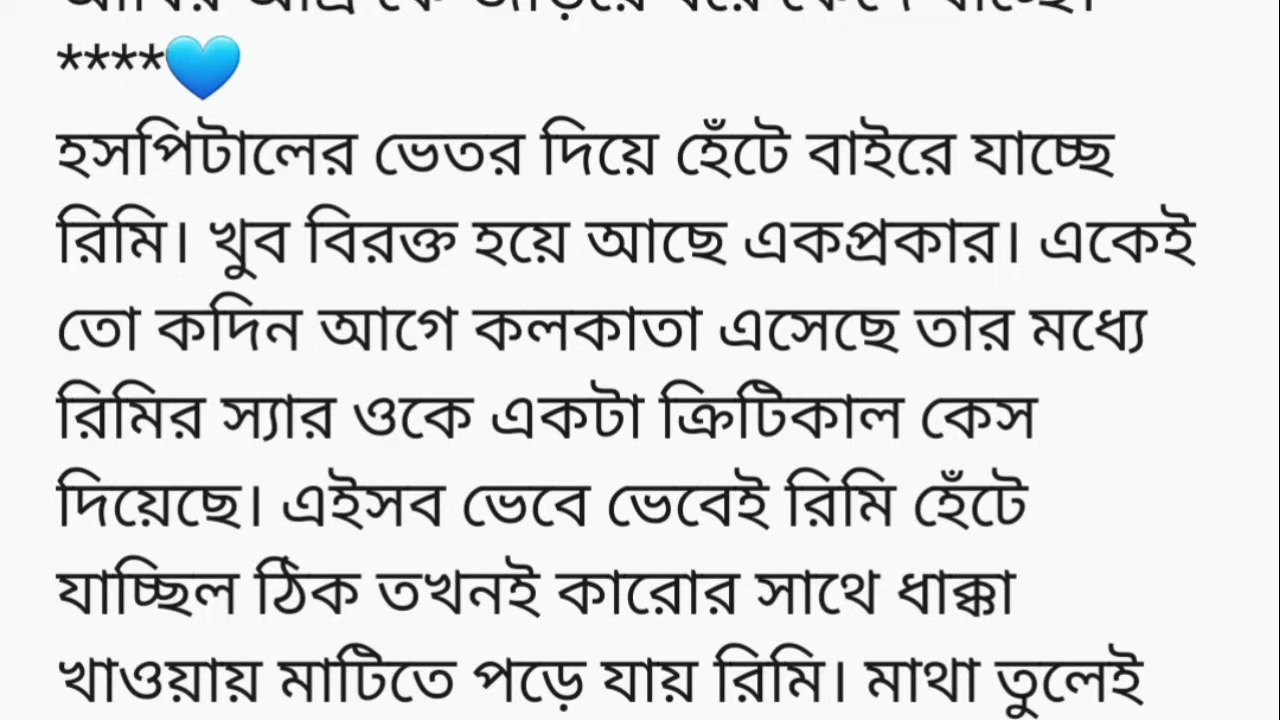 ****💙
হসপিটালের ভেতর দিয়ে হেঁটে বাইরে যাচ্ছে
রিমি। খুব বিরক্ত হয়ে আছে একপ্রকার। একেই
তো কদিন আগে কলকাতা এসেছে তার মধ্যে
রিমির স্যার ওকে একটা ক্রিটিকাল কেস
দিয়েছে। এইসব ভেবে ভেবেই রিমি হেঁটে
যাচ্ছিল ঠিক তখনই কারোর সাথে ধাক্কা
খাওয়ায় মাটিতে পড়ে যায় রিমি। মাথা তুলেই